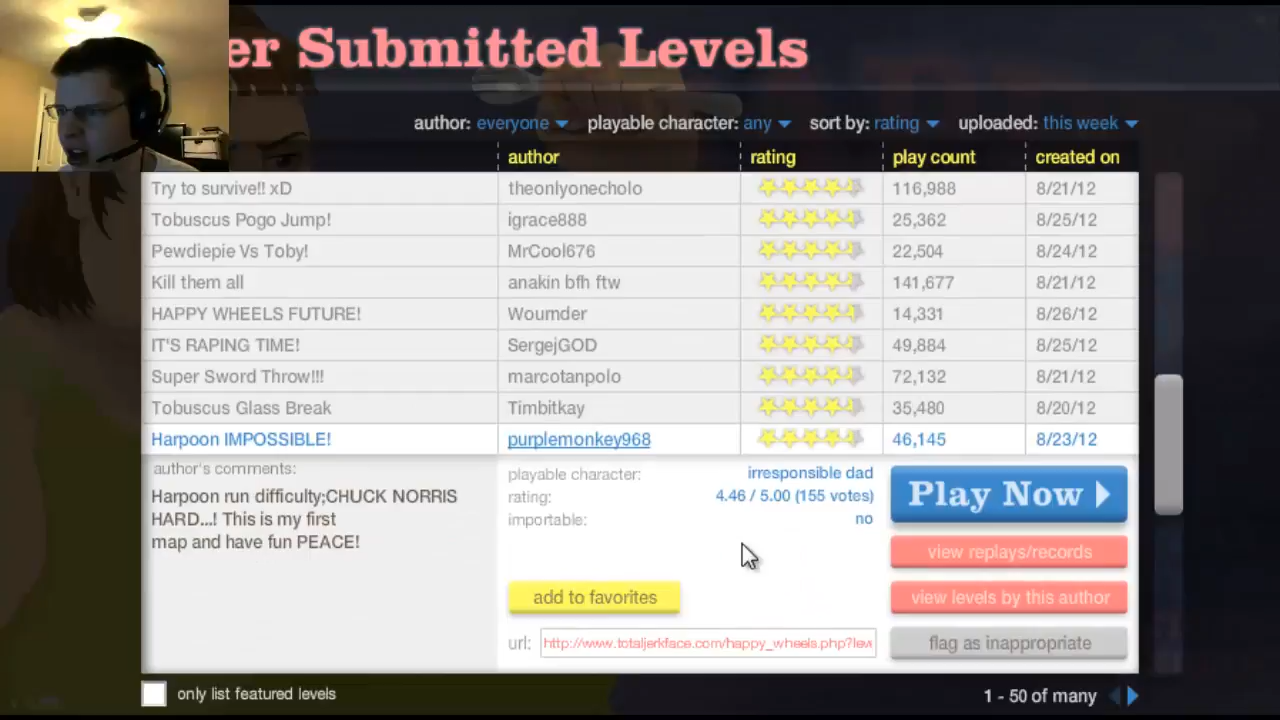 er Submitted Levels
author: everyone playable character: any sort by: rating uploaded: this week
author rating play count created on
Try to survive!! xD theonlyonecholo 116,988 8/21/12
Tobuscus Pogo Jump! igrace888 25,362 8/25/12
Pewdiepie Vs Toby! MrCool676 22,504 8/24/12
Kill them all anakin bfh ftw 141,677 8/21/12
HAPPY WHEELS FUTURE! Woumder 14,331 8/26/12
IT'S RAPING TIME! SergejGOD 49,884 8/25/12
Super Sword Throw!!! marcotanpolo 72,132 8/21/12
Tobuscus Glass Break Timbitkay 35,480 8/20/12
Harpoon IMPOSSIBLE! purplemonkey968 46,145 8/23/12
author's comments:
Harpoon run difficulty;CHUCK NORRIS
HARD...! This is my first
map and have fun PEACE!
playable character: irresponsible dad
rating: 4.46 / 5.00 (155 votes)
importable: no
add to favorites
url: http://www.totaljerkface.com/happy_wheels.php?lev
Play Now
view replays/records
view levels by this author
flag as inappropriate
only list featured levels
1 - 50 of many